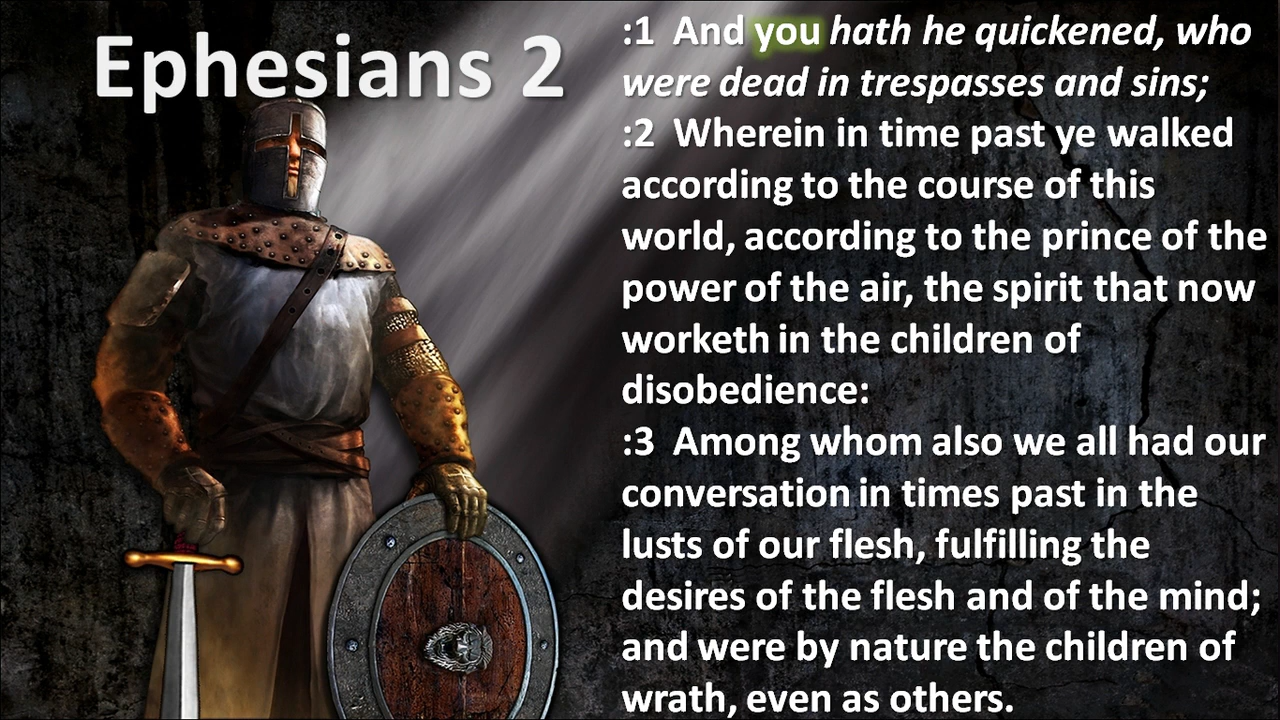 Ephesians 2
:1 And you hath he quickened, who
were dead in trespasses and sins;
:2 Wherein in time past ye walked
according to the course of this
world, according to the prince of the
power of the air, the spirit that now
worketh in the children of
disobedience:
:3 Among whom also we all had our
conversation in times past in the
lusts of our flesh, fulfilling the
desires of the flesh and of the mind;
and were by nature the children of
wrath, even as others.